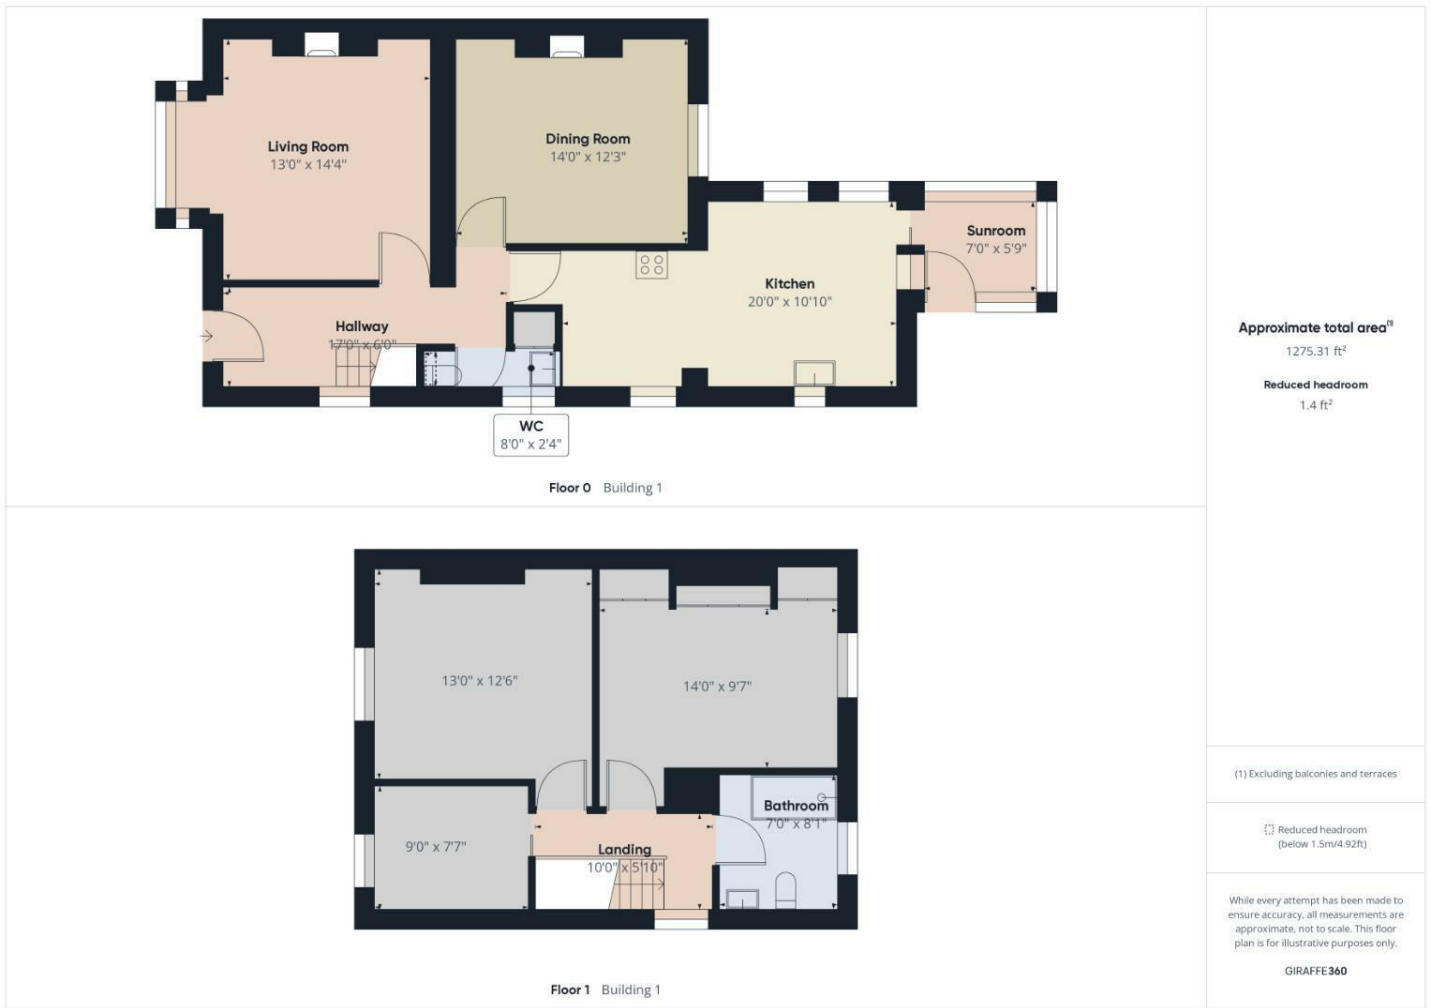 Living Room
13'0" x 14'4"
Dining Room
14'0" x 12'3"
Sunroom
7'0" x 5'9"
Kitchen
20'0" x 10'10"
Hallway
17'0" x 6'0"
WC
8'0" x 2'4"
Floor 0 Building 1
13'0" x 12'6"
14'0" x 9'7"
9'0" x 7'7"
Landing
10'0" x 5'10"
Bathroom
7'0" x 8'1"
Floor 1 Building 1
Approximate total area(1)
1275.31 ft²
Reduced headroom
1.4 ft²
(1) Excluding balconies and terraces
Reduced headroom
(below 1.5m/4.92ft)
While every attempt has been made to
ensure accuracy, all measurements are
approximate, not to scale. This floor
plan is for illustrative purposes only.
GIRAFFE360